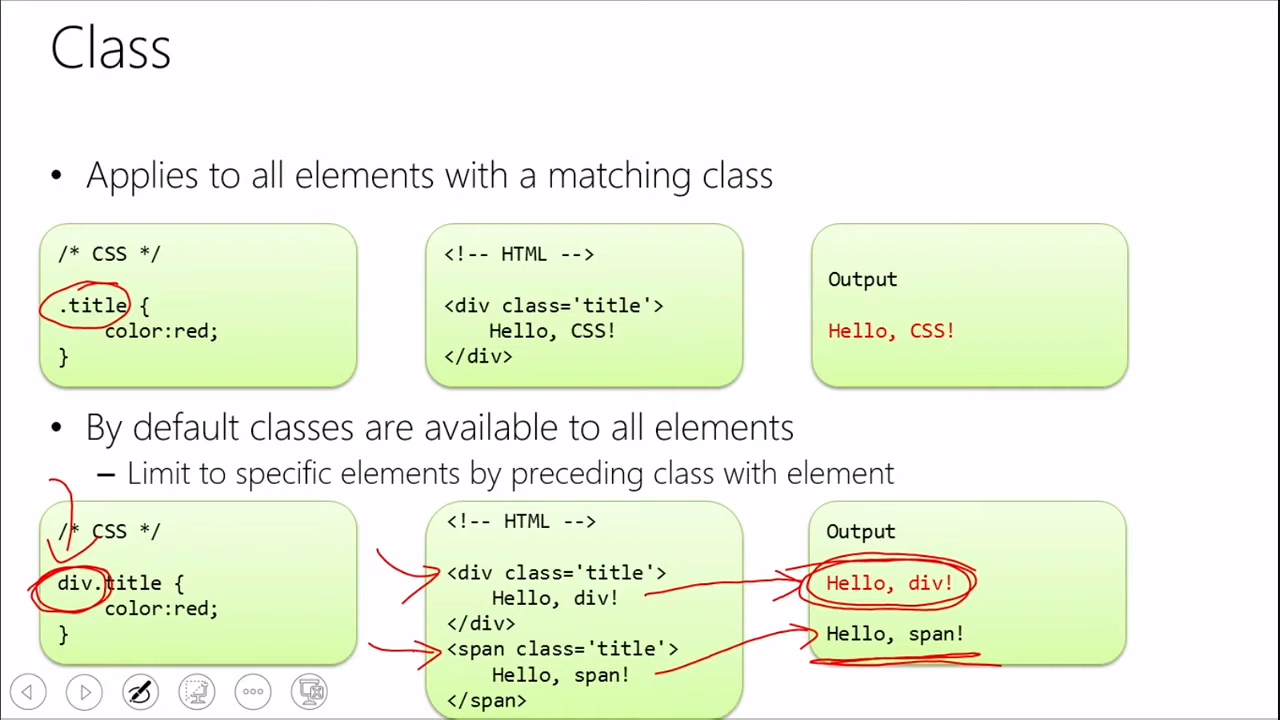 Class
• Applies to all elements with a matching class
/* CSS */
.title {
color:red;
}
<!-- HTML -->
<div class='title'>
Hello, CSS!
</div>
Output
Hello, CSS!
• By default classes are available to all elements
– Limit to specific elements by preceding class with element
/* CSS */
div.title {
color:red;
}
<!-- HTML -->
<div class='title'>
Hello, div!
</div>
<span class='title'>
Hello, span!
</span>
Output
Hello, div!
Hello, span!